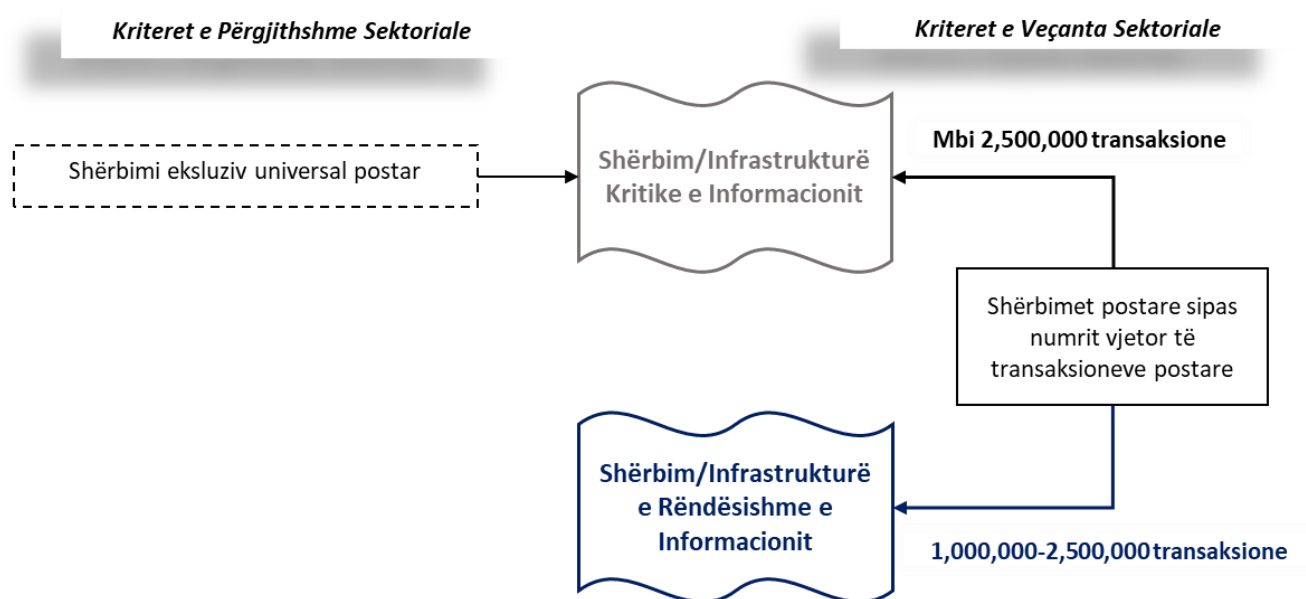 Kriteret e Përgjithshme Sektoriale
Kriteret e Veçanta Sektoriale
Mbi 2,500,000 transaksione
Shërbimi eksluziv universal postar
Shërbim/Infrastrukturë
Kritike e Informacionit
Shërbimet postare sipas
numrit vjetor të
transaksioneve postare
Shërbim/Infrastrukturë
e Rëndësishme e
Informacionit
1,000,000-2,500,000 transaksione